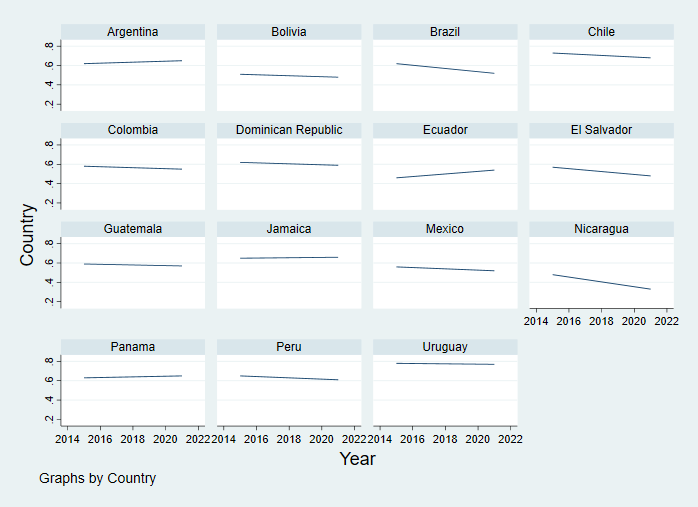 Argentina Bolivia Brazil Chile
.8
.6
.4
.2
Colombia Dominican Republic Ecuador El Salvador
.8
.6
.4
.2
Country
Guatemala Jamaica Mexico Nicaragua
.8
.6
.4
.2
2014 2016 2018 2020 2022
Panama Peru Uruguay
.8
.6
.4
.2
2014 2016 2018 2020 2022 2014 2016 2018 2020 2022 2014 2016 2018 2020 2022
Year
Graphs by Country